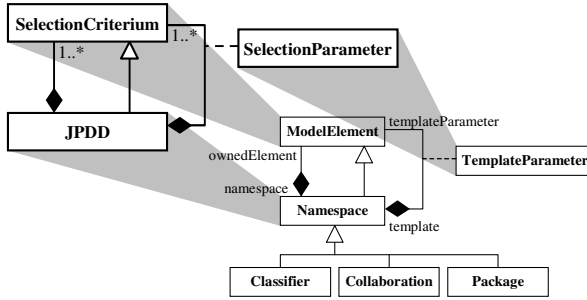 SelectionCriterium
1..*
1..*
SelectionParameter
JPDD
ModelElement
templateParameter
ownedElement
TemplateParameter
namespace
Namespace
template
Classifier
Collaboration
Package